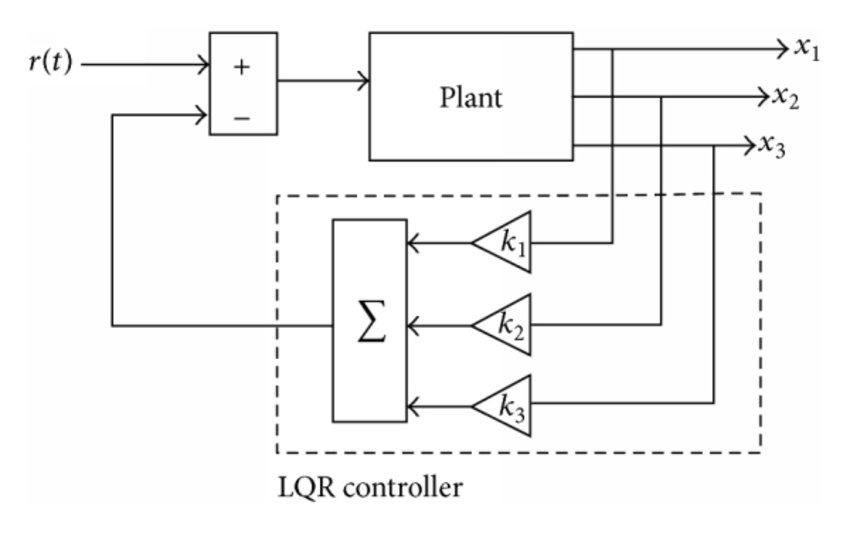 r(t)
+
−
Plant
x₁
x₂
x₃
k₁
k₂
k₃
∑
LQR controller